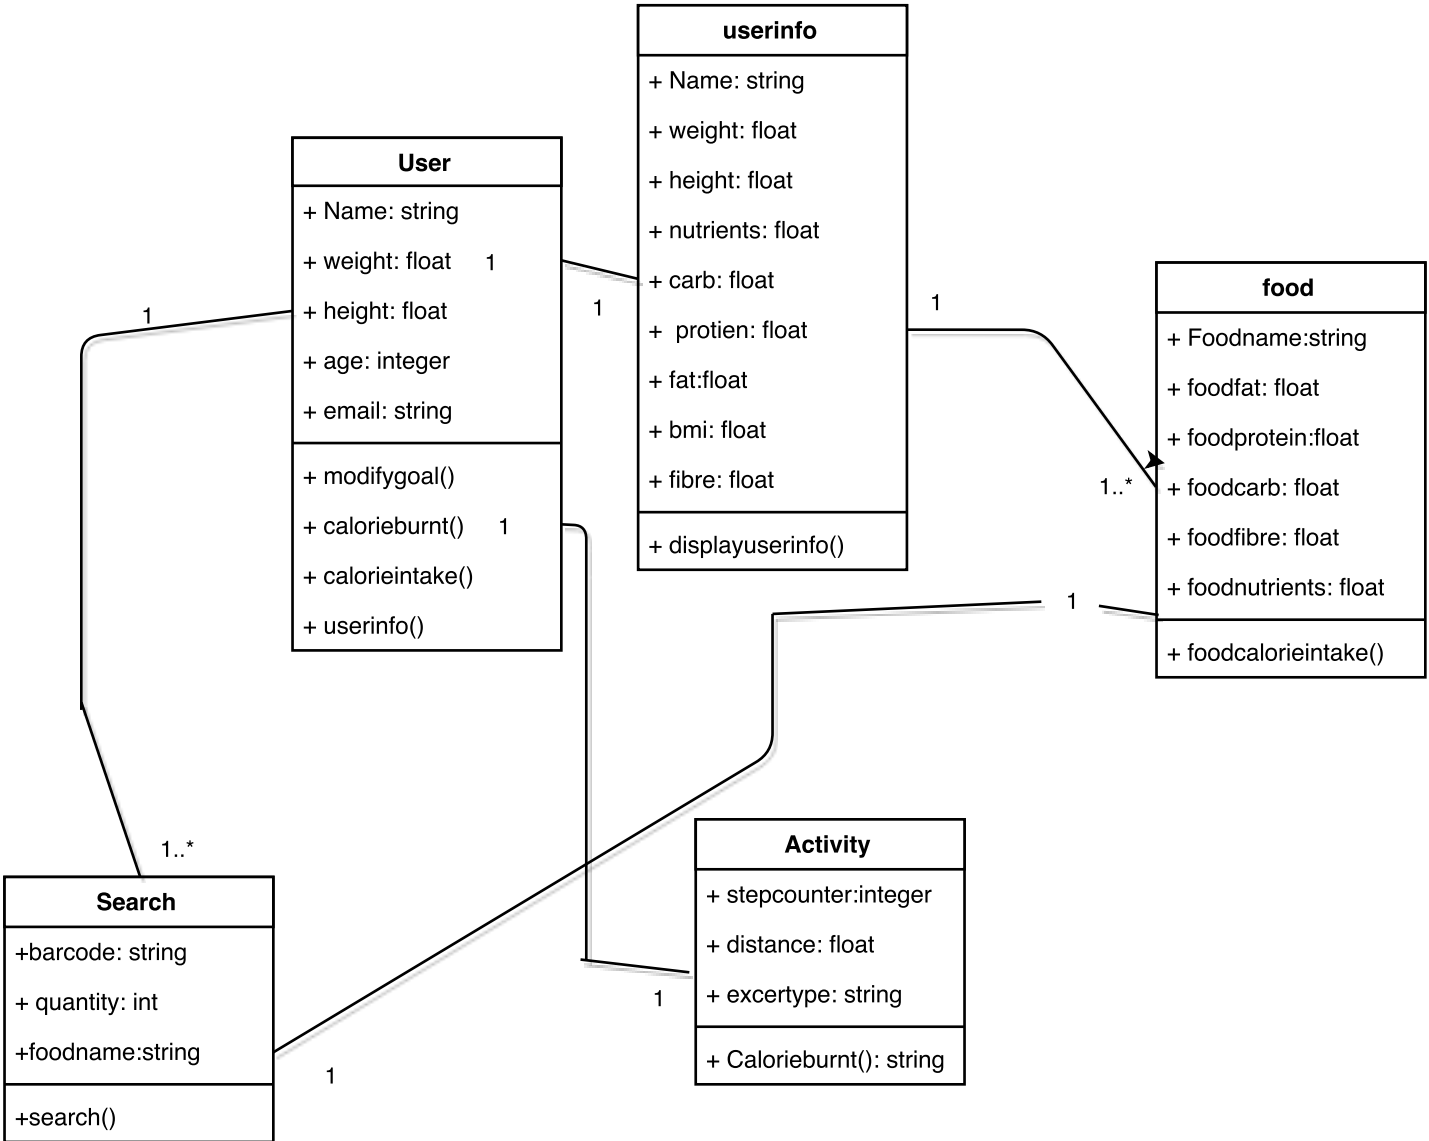 userinfo
+ Name: string
+ weight: float
+ height: float
+ nutrients: float
+ carb: float
+ protien: float
+ fat:float
+ bmi: float
+ fibre: float
+ displayuserinfo()
User
+ Name: string
+ weight: float 1
+ height: float
+ age: integer
+ email: string
+ modifygoal()
+ calorieburnt() 1
+ calorieintake()
+ userinfo()
1
1
1
1..*
food
+ Foodname:string
+ foodfat: float
+ foodprotein:float
+ foodcarb: float
+ foodfibre: float
+ foodnutrients: float
+ foodcalorieintake()
1
1..*
Search
+barcode: string
+ quantity: int
+foodname:string
+search()
1
1
Activity
+ stepcounter:integer
+ distance: float
+ excertype: string
+ Calorieburnt(): string